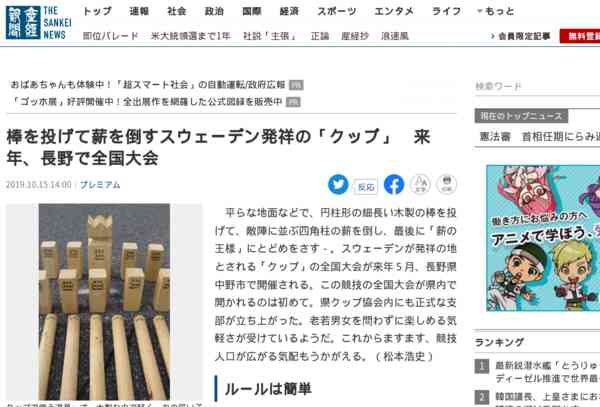 産経新聞
THE SANKEI NEWS
トップ 速報 社会 政治 国際 経済 スポーツ エンタメ ライフ もっと
即位パレード 米大統領選まで1年 社説「主張」 正論 産経抄 浪速風
会員限定記事 無料登録
おばあちゃんも体験中!「超スマート社会」の自動運転/政府広報 PR
「ゴッホ展」好評開催中!全出展作を網羅した公式図録を販売中 PR
検索ワード
現在のトップニュース
憲法審 首相任期にらみ
棒を投げて薪を倒すスウェーデン発祥の「クッブ」 来
年、長野で全国大会
2019.10.15 14:00 プレミアム
反応
文字
印刷
平らな地面などで、円柱形の細長い木製の棒を投
げて、敵陣に並ぶ四角柱の薪を倒し、最後に「薪の
王様」にとどめをさす-。スウェーデンが発祥の地
とされる「クッブ」の全国大会が来年5月、長野県
中野市で開催される。この競技の全国大会が県内で
開かれるのは初めて。県クッブ協会内にも正式な支
部が立ち上がった。老若男女を問わずに楽しめる気
軽さが受けているようだ。これからますます、競技
人口が広がる気配もうかがえる。(松本浩史)
ルールは簡単
働き方にお悩みの方へ
アニメで学ぼう、
ランキング
1 最新鋭潜水艦「とうりゅ
ディーゼル推進で世界最
2 韓国議長、上皇さまにお